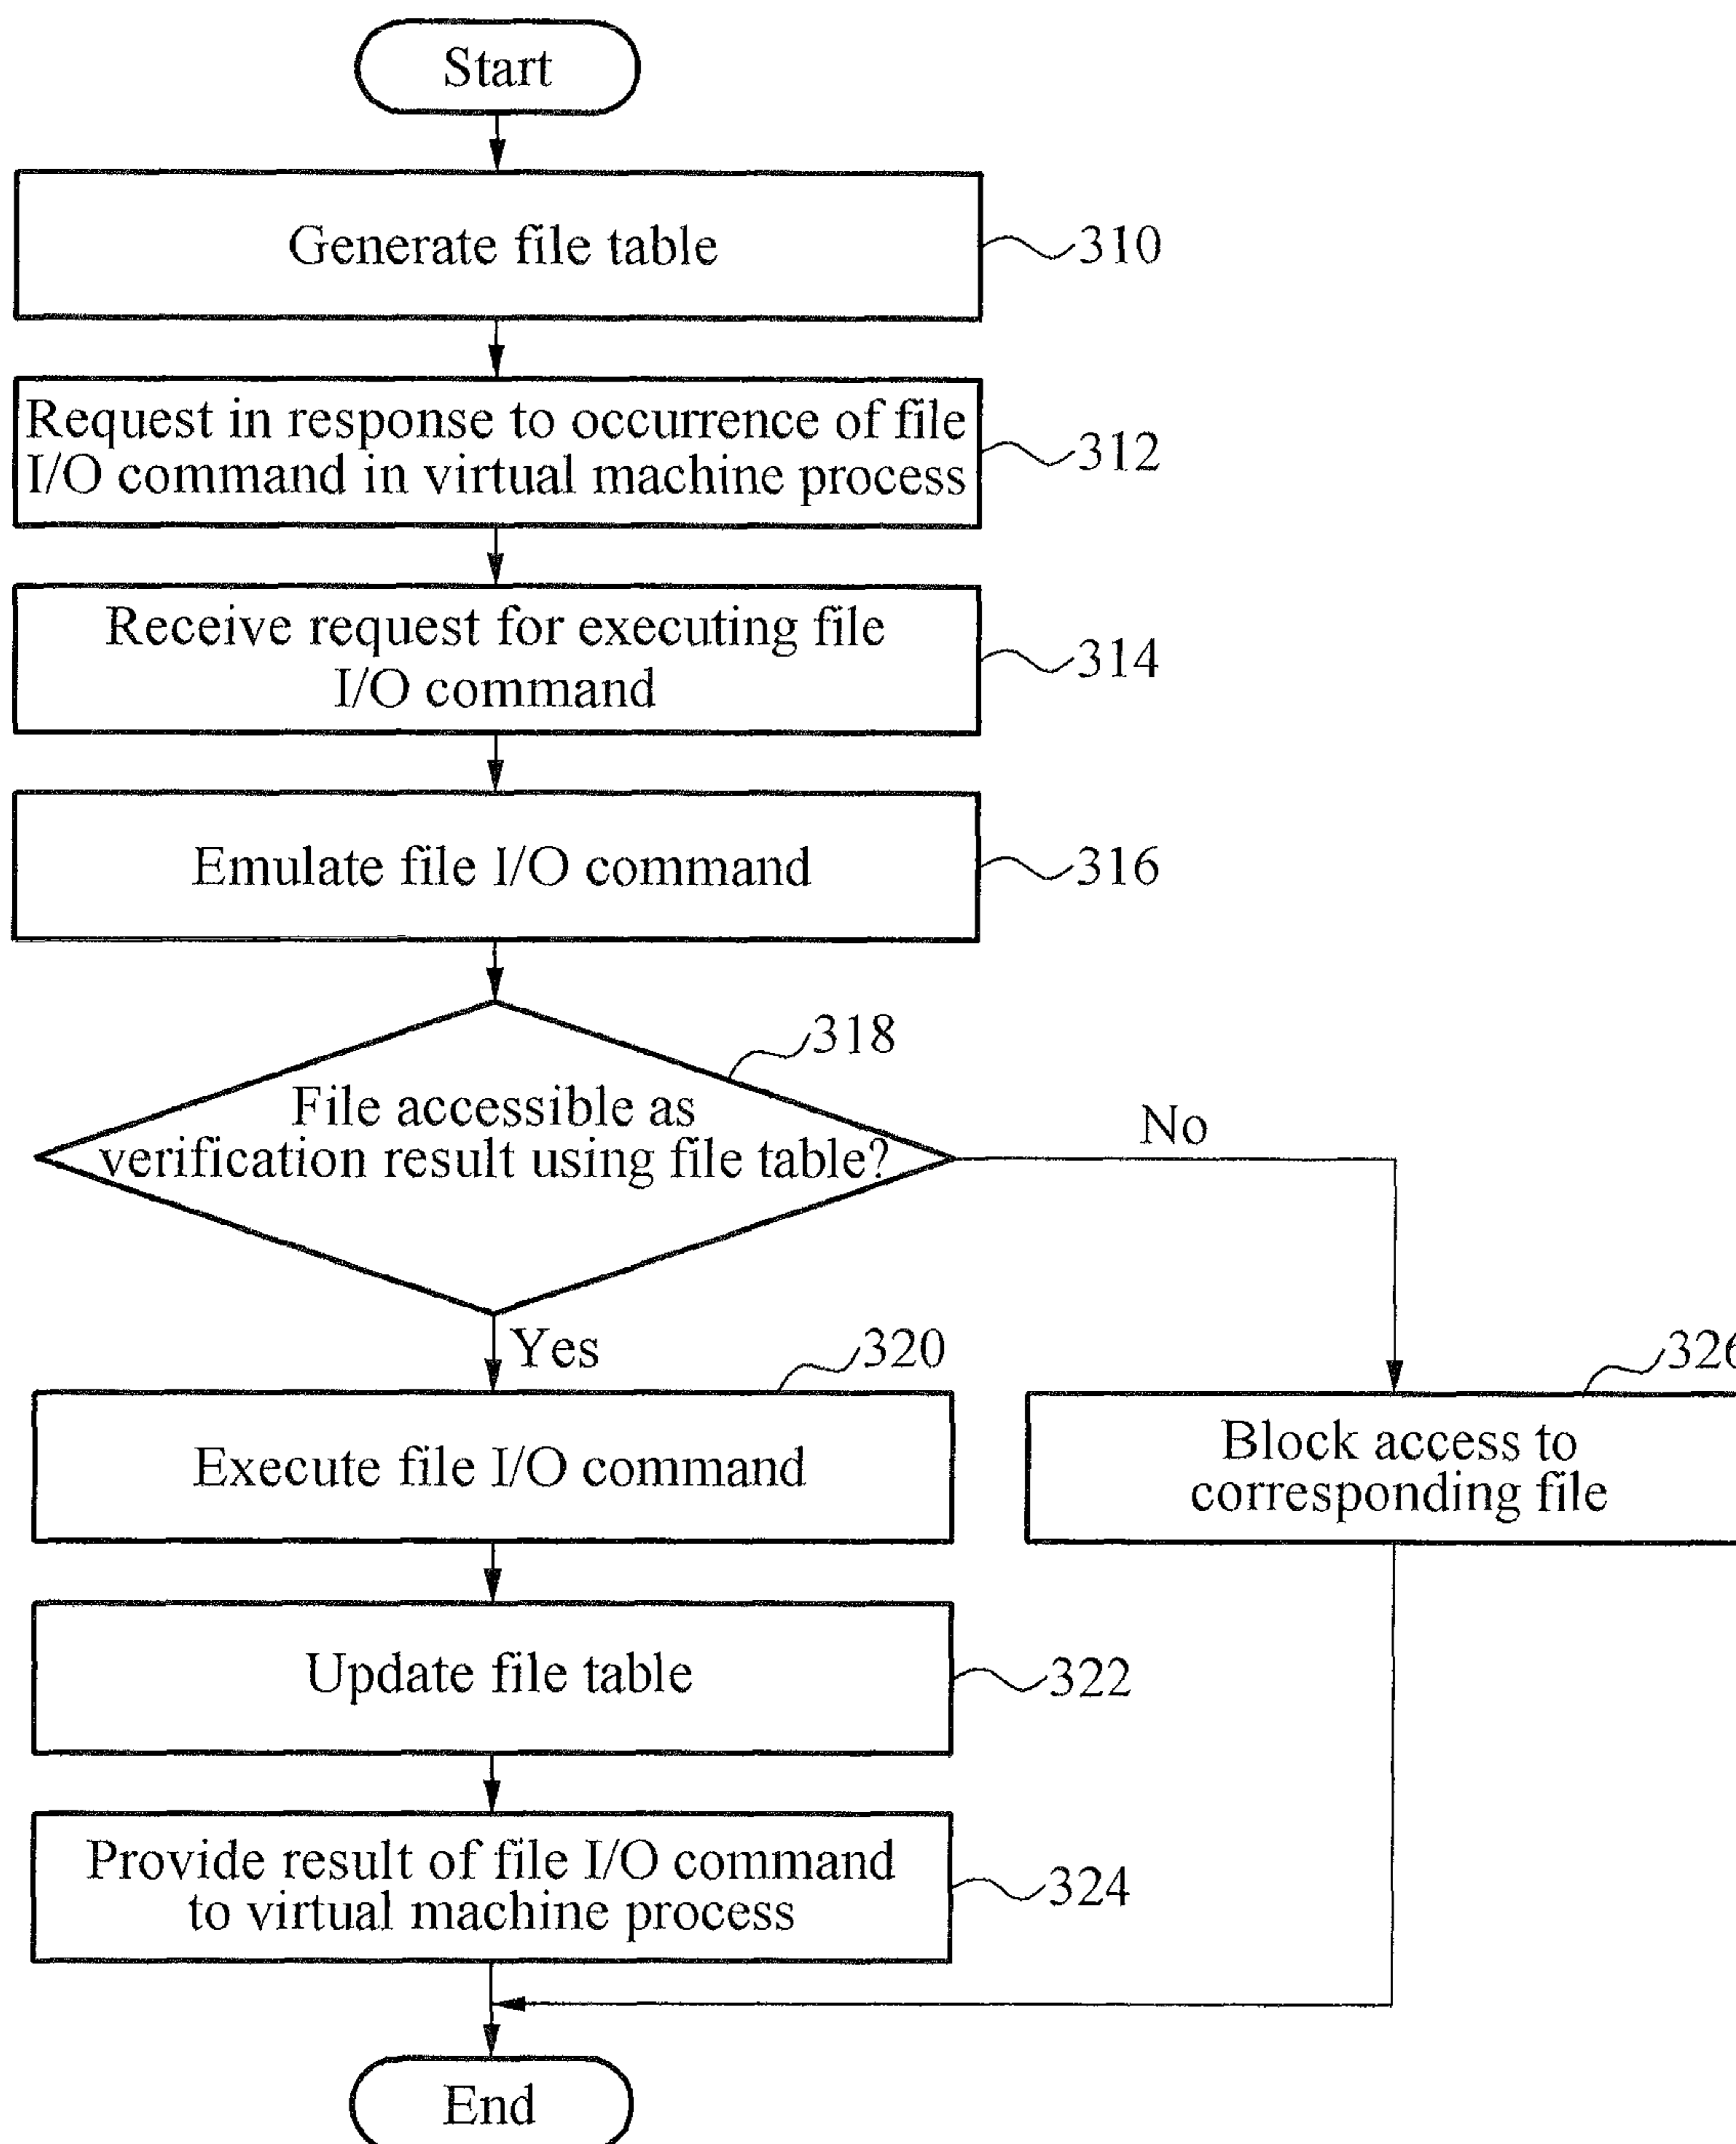 Start
Generate file table
310
Request in response to occurrence of file
I/O command in virtual machine process
312
Receive request for executing file
I/O command
314
Emulate file I/O command
316
318
File accessible as
verification result using file table?
No
Yes
320
326
Execute file I/O command
Block access to
corresponding file
Update file table
322
Provide result of file I/O command
to virtual machine process
324
End